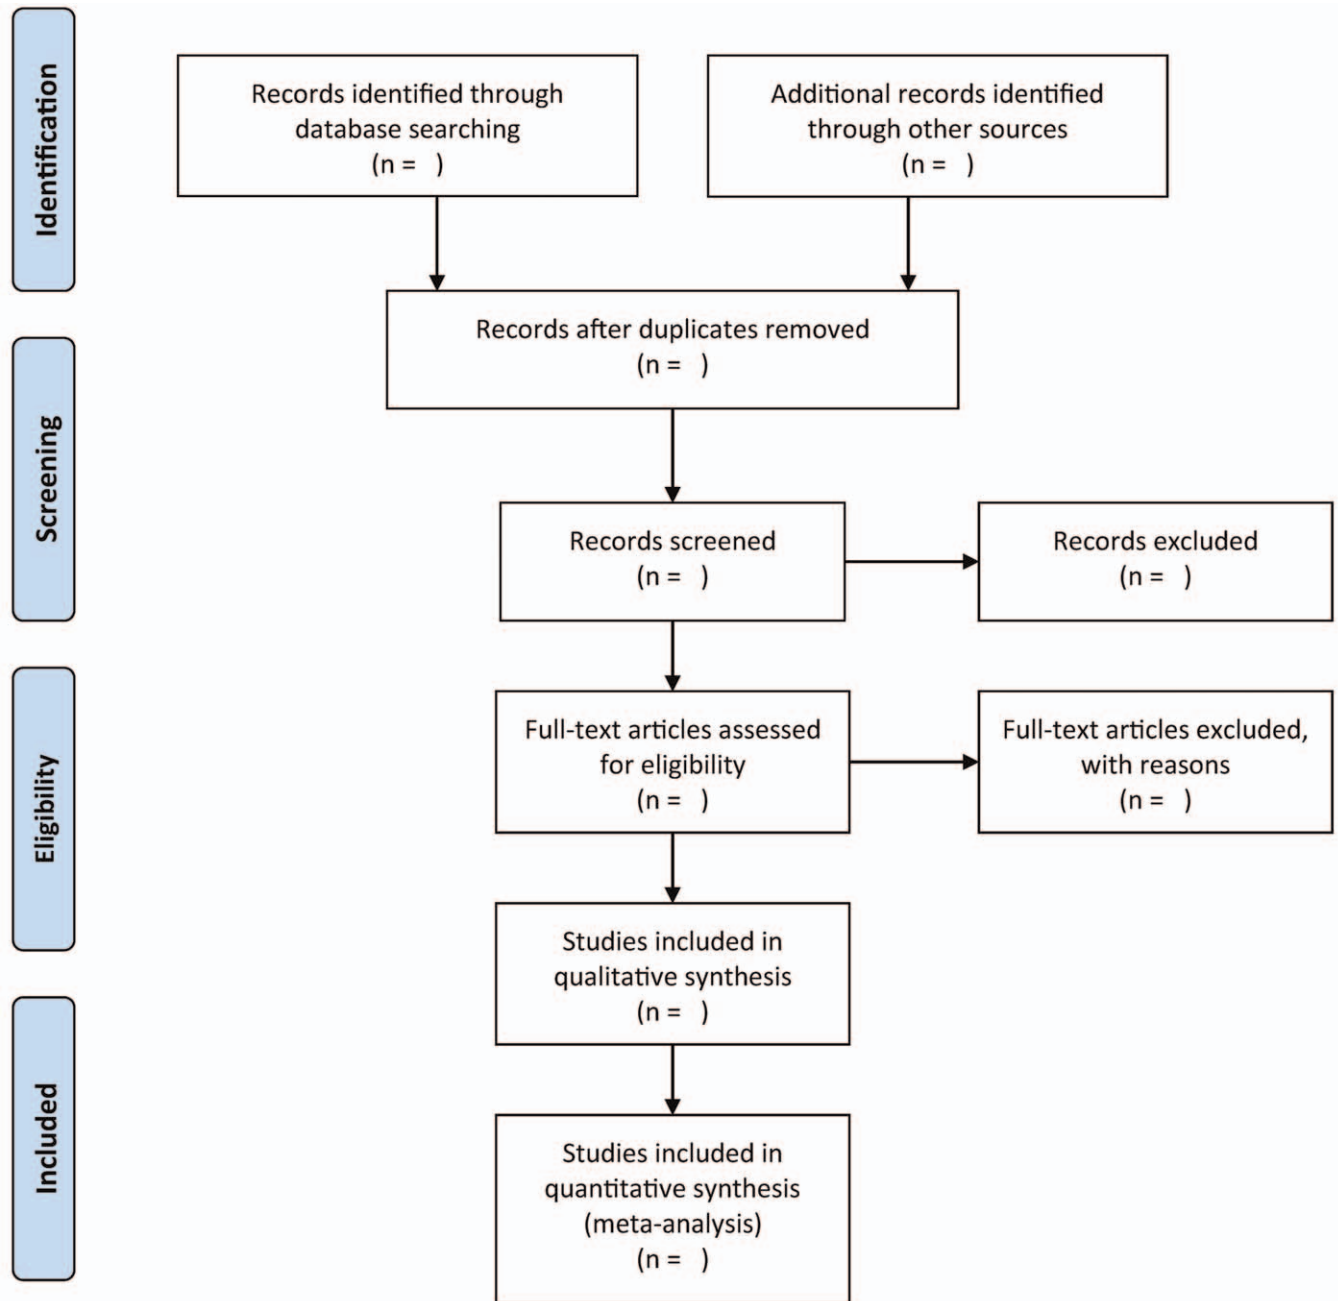 Identification
Records identified through
database searching
(n =   )
Additional records identified
through other sources
(n =   )
Records after duplicates removed
(n =   )
Screening
Records screened
(n =   )
Records excluded
(n =   )
Eligibility
Full-text articles assessed
for eligibility
(n =   )
Full-text articles excluded,
with reasons
(n =   )
Studies included in
qualitative synthesis
(n =   )
Included
Studies included in
quantitative synthesis
(meta-analysis)
(n =   )